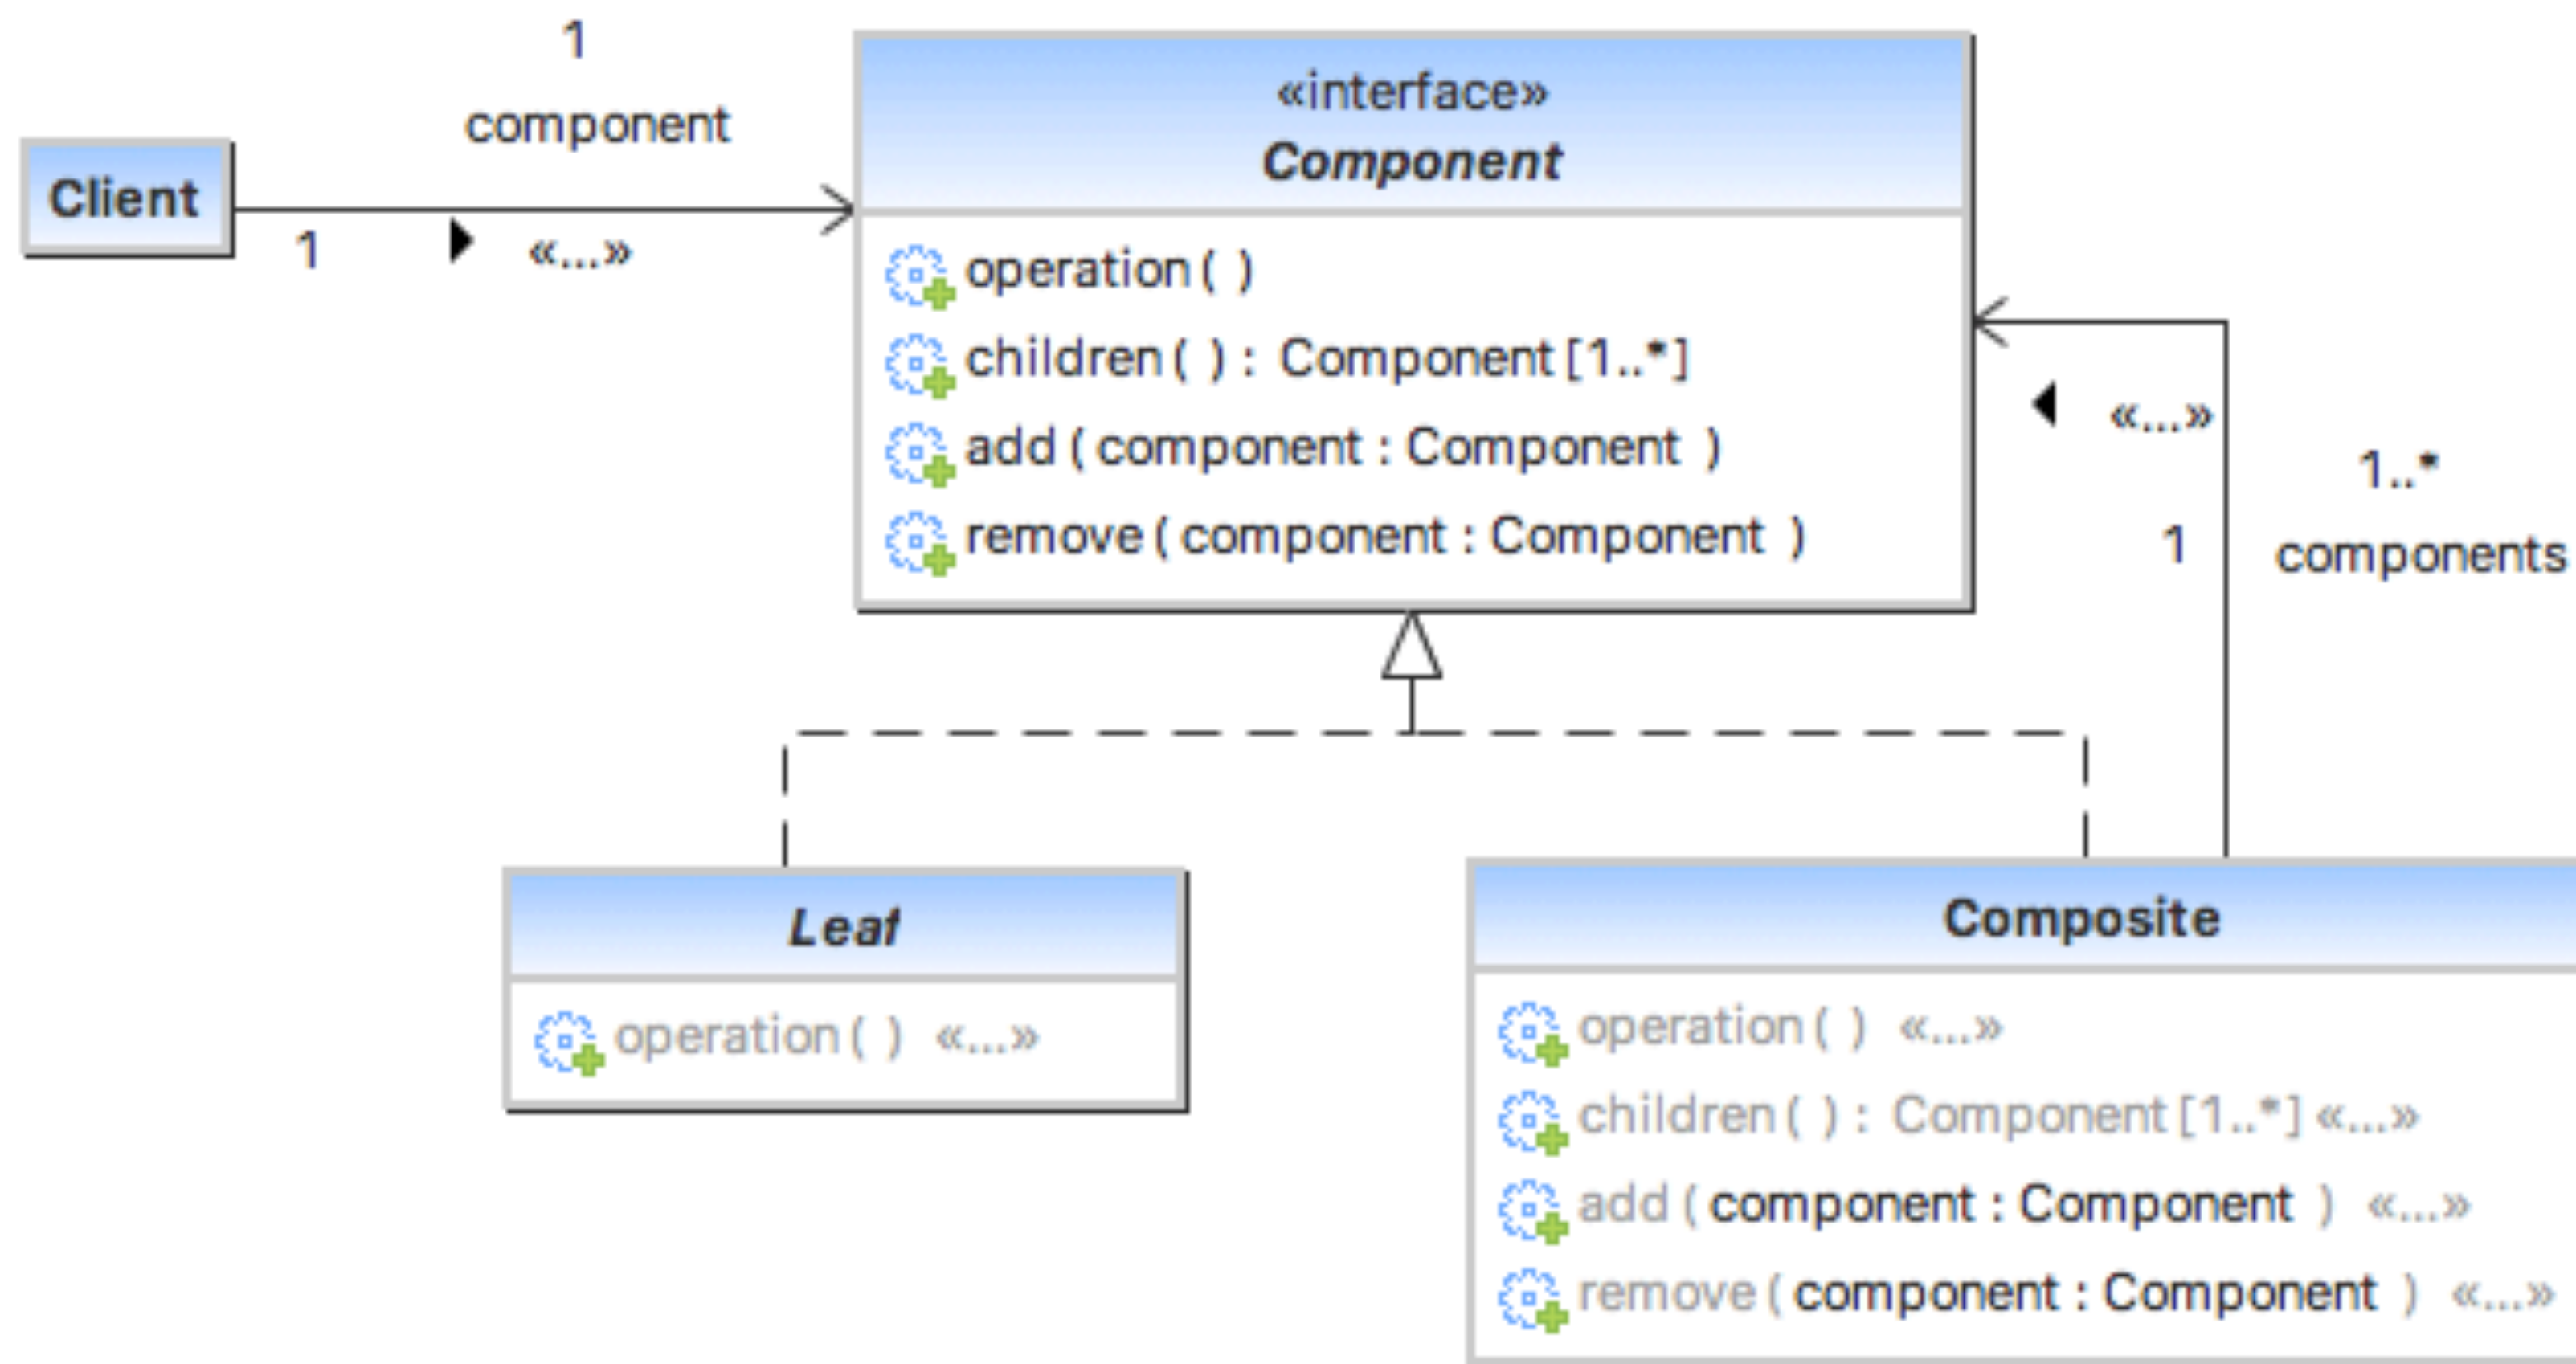 1
component
Client
1
«...»
«interface»
Component
operation( )
children( ) : Component[1..*]
add ( component : Component )
remove( component : Component )
«...»
1..*
1
components
Leaf
operation( ) «...»
Composite
operation( ) «...»
children( ) : Component[1..*] «...»
add ( component : Component ) «...»
remove( component : Component ) «...»